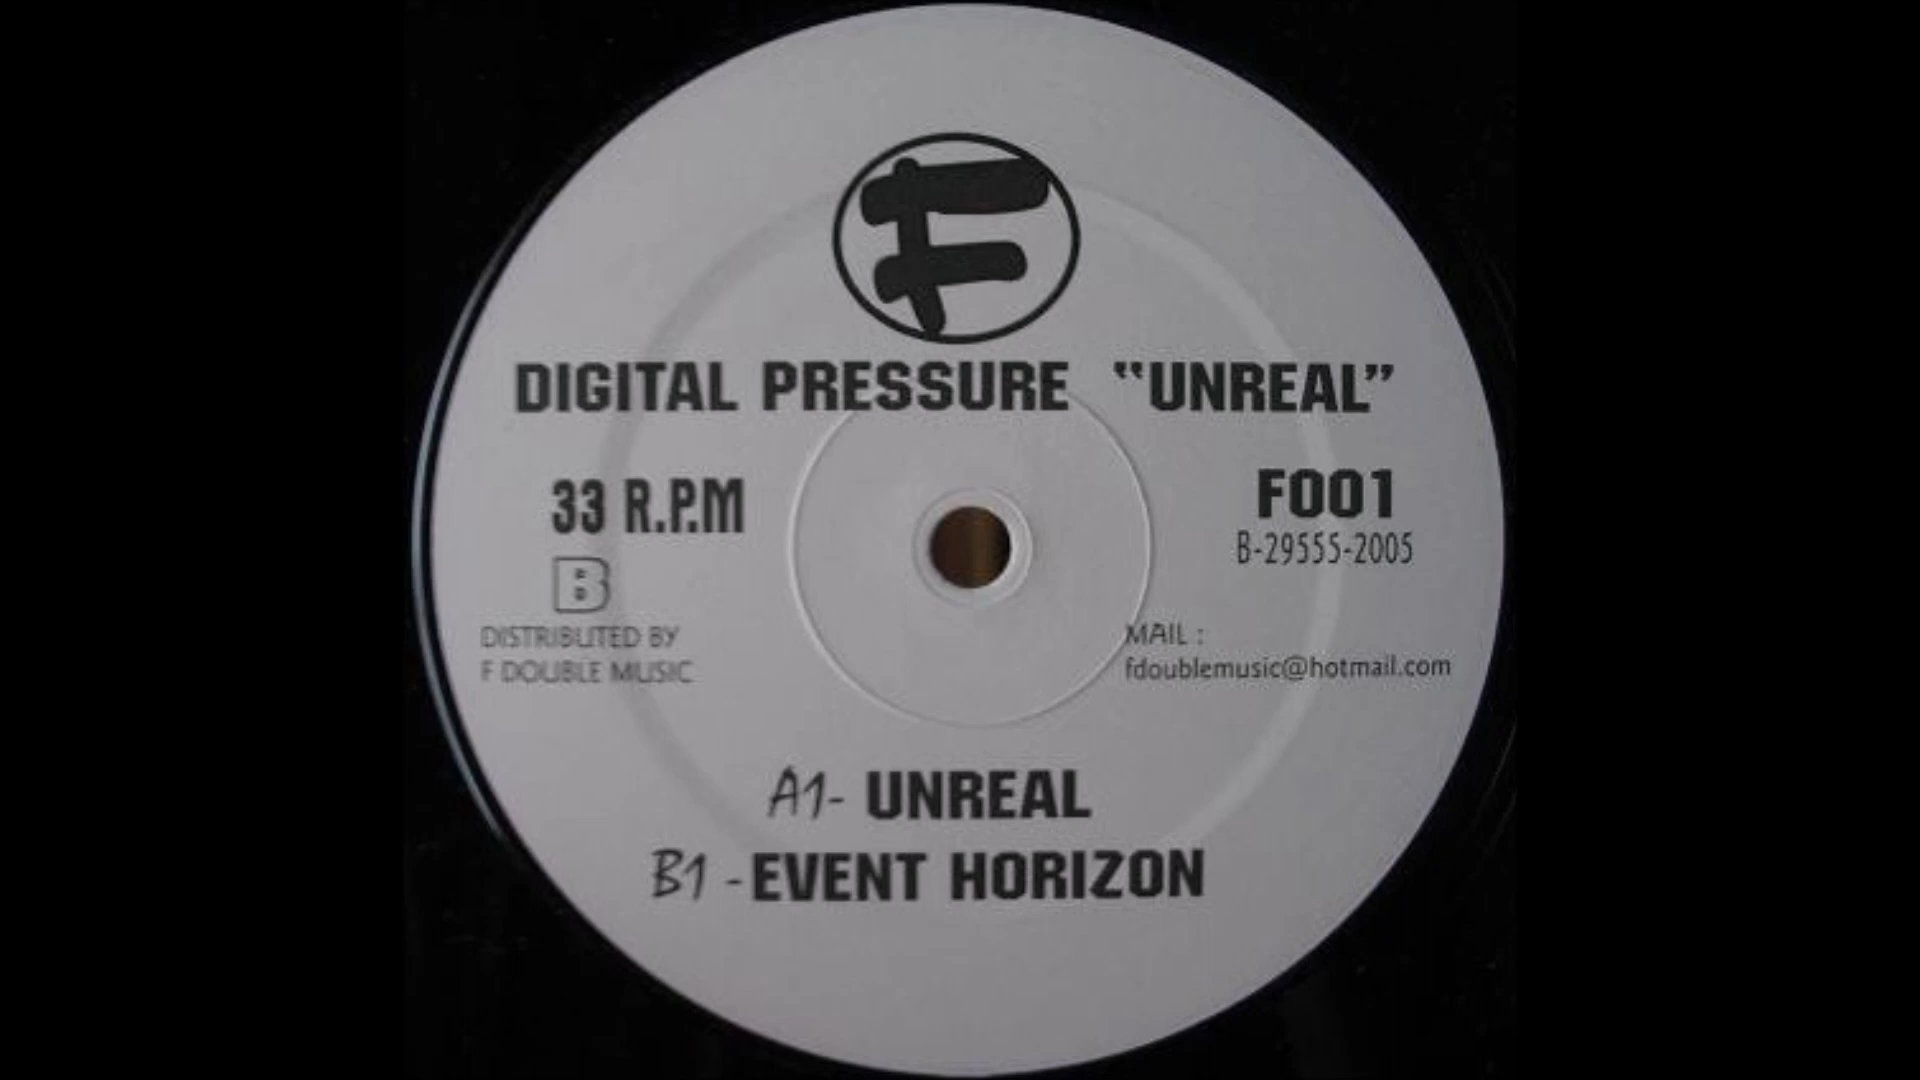 F
DIGITAL PRESSURE "UNREAL"
33 R.P.M
F001
B-29555-2005
B
DISTRIBUTED BY
F DOUBLE MUSIC
MAIL :
fdoublemusic@hotmail.com
A1- UNREAL
B1 - EVENT HORIZON